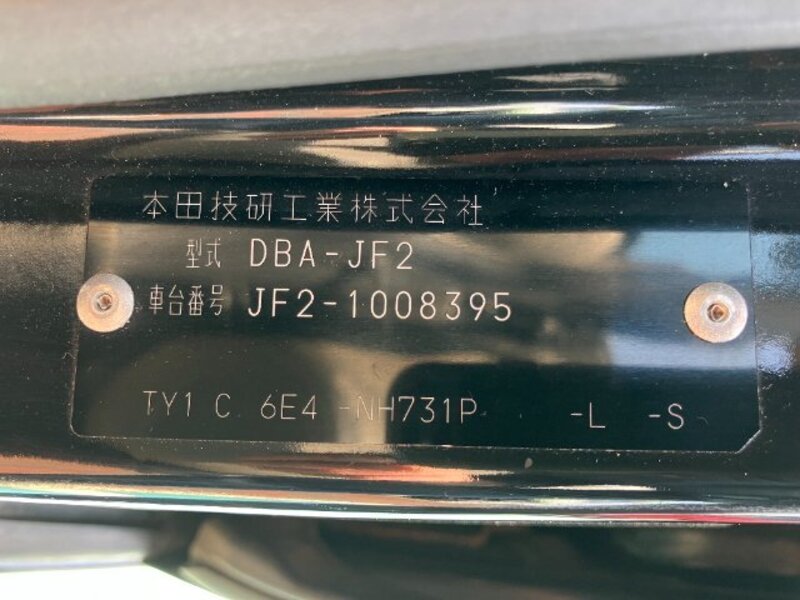 本田技研工業株式会社
型式 DBA-JF2
車台番号 JF2-1008395
TY1 C 6E4 -NH731P -L -S